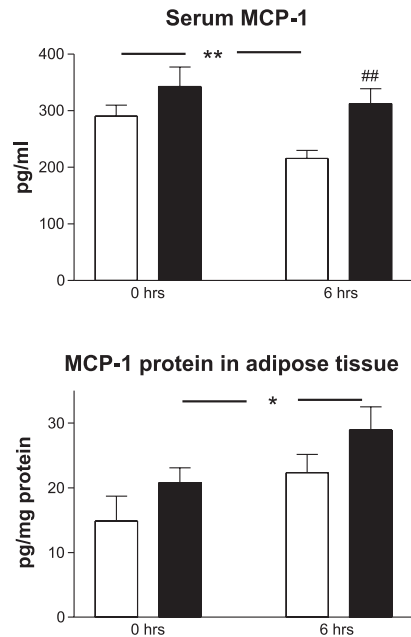 Serum MCP-1
**
##
400
300
200
100
0
pg/ml
0 hrs
6 hrs
MCP-1 protein in adipose tissue
*
30
20
10
0
pg/mg protein
0 hrs
6 hrs